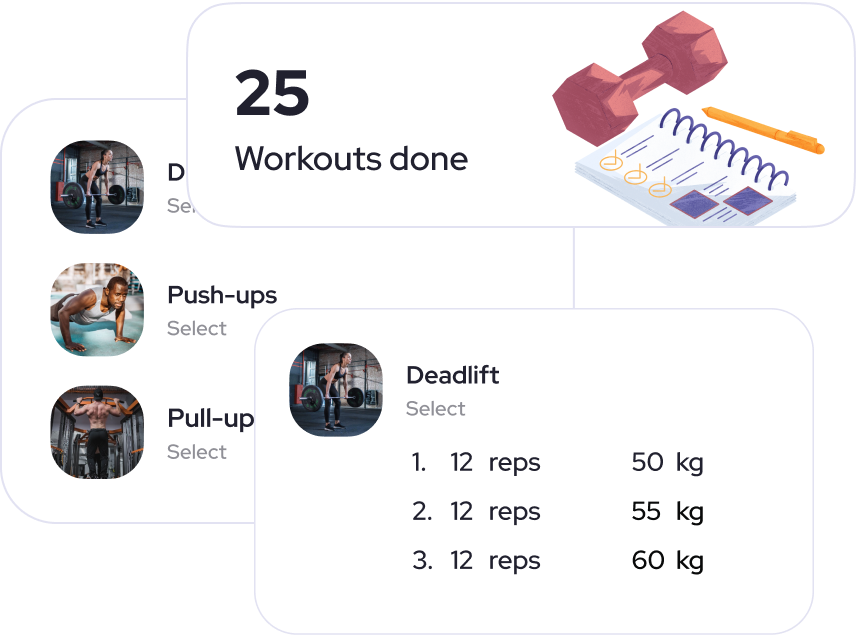 25
Workouts done
D
Sel
Push-ups
Select
Pull-up
Select
Deadlift
Select
1. 12 reps 50 kg
2. 12 reps 55 kg
3. 12 reps 60 kg